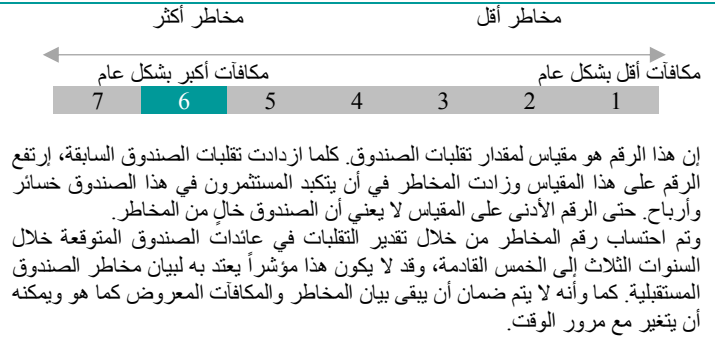 مخاطر أقل مخاطر أكثر
مكافآت أقل بشكل عام مكافآت أكبر بشكل عام
1 2 3 4 5 6 7
إن هذا الرقم هو مقياس لمقدار تقلبات الصندوق. كلما ازدادت تقلبات الصندوق السابقة، إرتفع
الرقم على هذا المقياس وزادت المخاطر في أن يتكبد المستثمرون في هذا الصندوق خسائر
وأرباح. حتى الرقم الأدنى على المقياس لا يعني أن الصندوق خالٍ من المخاطر.
وتم احتساب رقم المخاطر من خلال تقدير التقلبات في عائدات الصندوق المتوقعة خلال
السنوات الثلاث إلى الخمس القادمة، وقد لا يكون هذا مؤشراً يعتد به لبيان مخاطر الصندوق
المستقبلية. كما وأنه لا يتم ضمان أن يبقى بيان المخاطر والمكافآت المعروض كما هو ويمكنه
أن يتغير مع مرور الوقت.